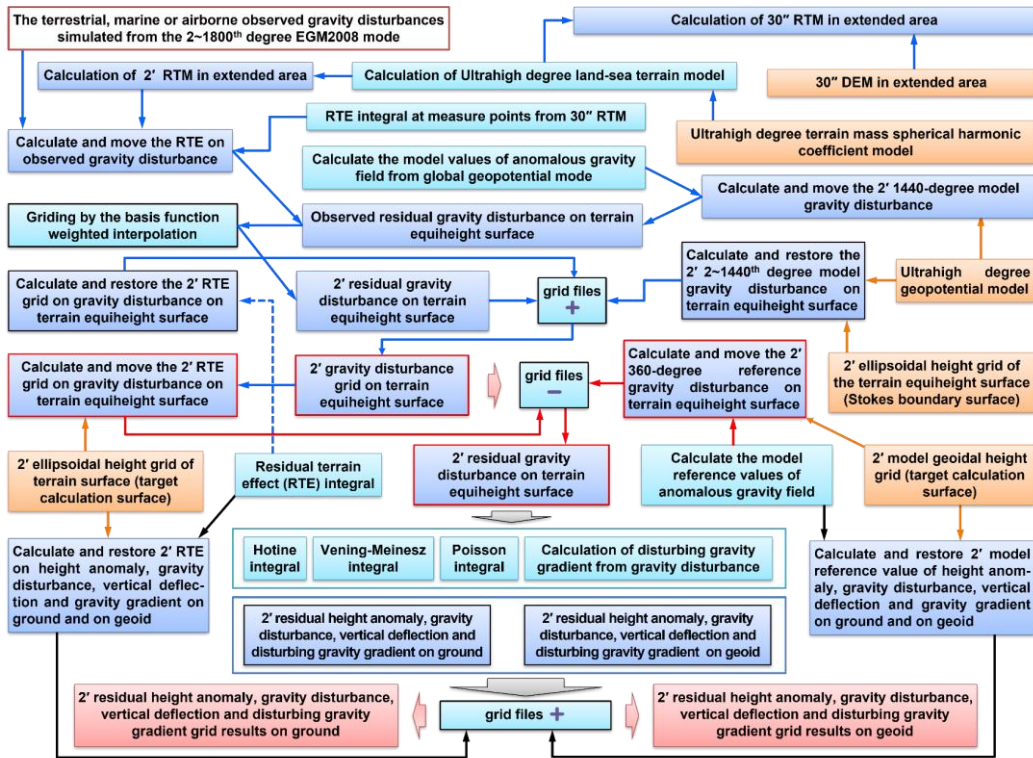 The terrestrial, marine or airborne observed gravity disturbances
simulated from the 2~1800th degree EGM2008 mode
Calculation of 30″ RTM in extended area
Calculation of 2′ RTM in extended area
Calculation of Ultrahigh degree land-sea terrain model
30″ DEM in extended area
RTE integral at measure points from 30″ RTM
Ultrahigh degree terrain mass spherical harmonic
coefficient model
Calculate and move the RTE on
observed gravity disturbance
Calculate the model values of anomalous gravity
field from global geopotential mode
Calculate and move the 2′ 1440-degree model
gravity disturbance
Griding by the basis function
weighted interpolation
Observed residual gravity disturbance on terrain
equiheight surface
Calculate and restore the 2′ RTE
grid on gravity disturbance on
terrain equiheight surface
2′ residual gravity
disturbance on terrain
equiheight surface
grid files
+
Calculate and restore the
2′ 2~1440th degree model
gravity disturbance on
terrain equiheight surface
Ultrahigh degree
geopotential model
Calculate and move the 2′ RTE
grid on gravity disturbance on
terrain equiheight surface
2′ gravity disturbance
grid on terrain
equiheight surface
grid files
−
Calculate and move the 2′
360-degree reference
gravity disturbance on
terrain equiheight surface
2′ ellipsoidal height grid of
the terrain equiheight surface
(Stokes boundary surface)
2′ ellipsoidal height grid of
terrain surface (target
calculation surface)
Residual terrain
effect (RTE) integral
2′ residual gravity
disturbance on terrain
equiheight surface
Calculate the model
reference values of
anomalous gravity field
2′ model geoidal height
grid (target calculation
surface)
Calculate and restore 2′ RTE
on height anomaly, gravity
disturbance, vertical deflec-
tion and gravity gradient on
ground and on geoid
Hotine
integral
Vening-Meinesz
integral
Poisson
integral
Calculation of disturbing gravity
gradient from gravity disturbance
Calculate and restore 2′ model
reference value of height anom-
aly, gravity disturbance, vertical
deflection and gravity gradient
on ground and on geoid
2′ residual height anomaly, gravity
disturbance, vertical deflection and
disturbing gravity gradient on ground
2′ residual height anomaly, gravity
disturbance, vertical deflection and
disturbing gravity gradient on geoid
2′ residual height anomaly, gravity disturbance,
vertical deflection and disturbing gravity
gradient grid results on ground
grid files +
2′ residual height anomaly, gravity disturbance,
vertical deflection and disturbing gravity
gradient grid results on geoid